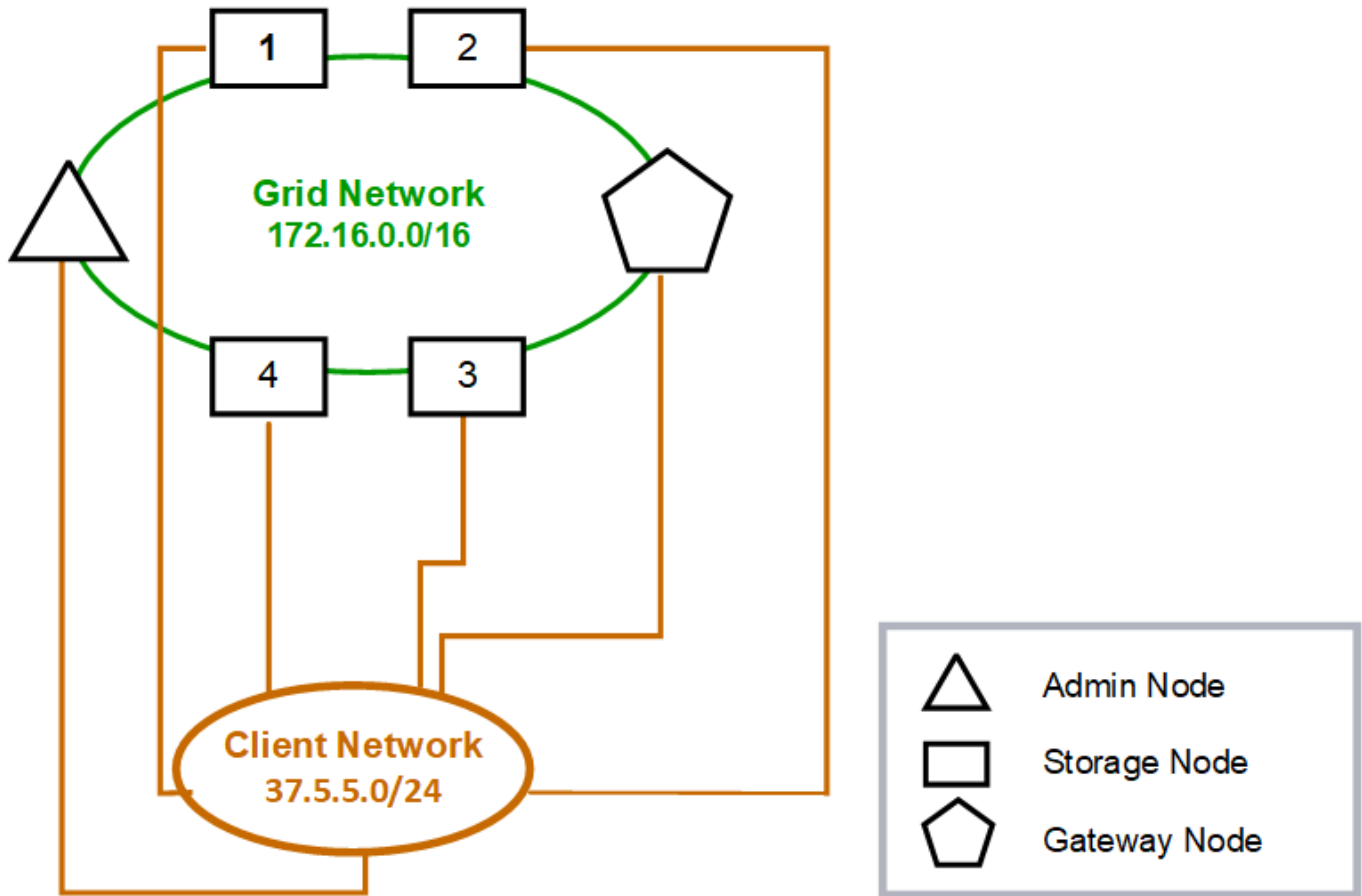 1
2
Grid Network
172.16.0.0/16
4
3
Client Network
37.5.5.0/24
Admin Node
Storage Node
Gateway Node